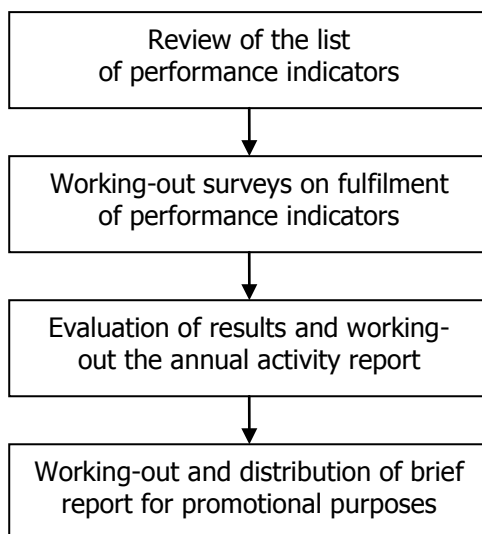 Review of the list
of performance indicators
Working-out surveys on fulfilment
of performance indicators
Evaluation of results and working-
out the annual activity report
Working-out and distribution of brief
report for promotional purposes